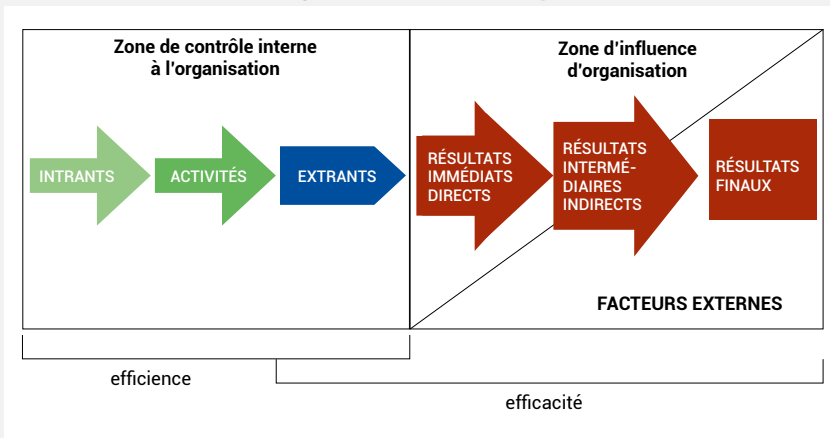 Zone de contrôle interne
à l'organisation
Zone d'influence
d'organisation
INTRANTS
ACTIVITÉS
EXTRANTS
RÉSULTATS
IMMÉDIATS
DIRECTS
RÉSULTATS
INTERMÉ-
DIAIRES
INDIRECTS
RÉSULTATS
FINAUX
FACTEURS EXTERNES
efficience
efficacité